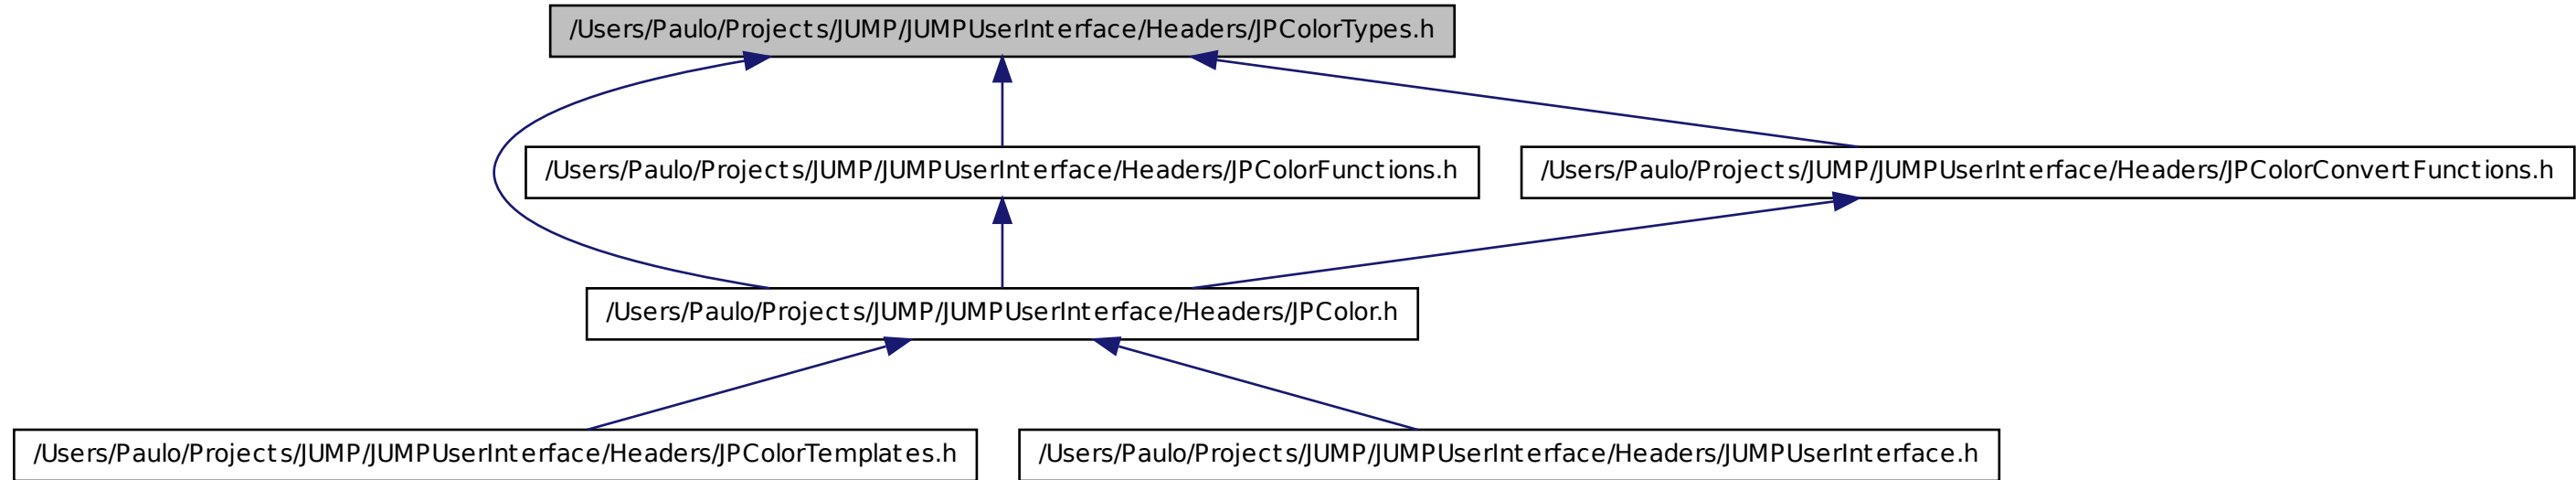 /Users/Paulo/Projects/JUMP/JUMPUserInterface/Headers/JPColorTypes.h
/Users/Paulo/Projects/JUMP/JUMPUserInterface/Headers/JPColorFunctions.h
/Users/Paulo/Projects/JUMP/JUMPUserInterface/Headers/JPColorConvertFunctions.h
/Users/Paulo/Projects/JUMP/JUMPUserInterface/Headers/JPColor.h
/Users/Paulo/Projects/JUMP/JUMPUserInterface/Headers/JPColorTemplates.h
/Users/Paulo/Projects/JUMP/JUMPUserInterface/Headers/JUMPUserInterface.h